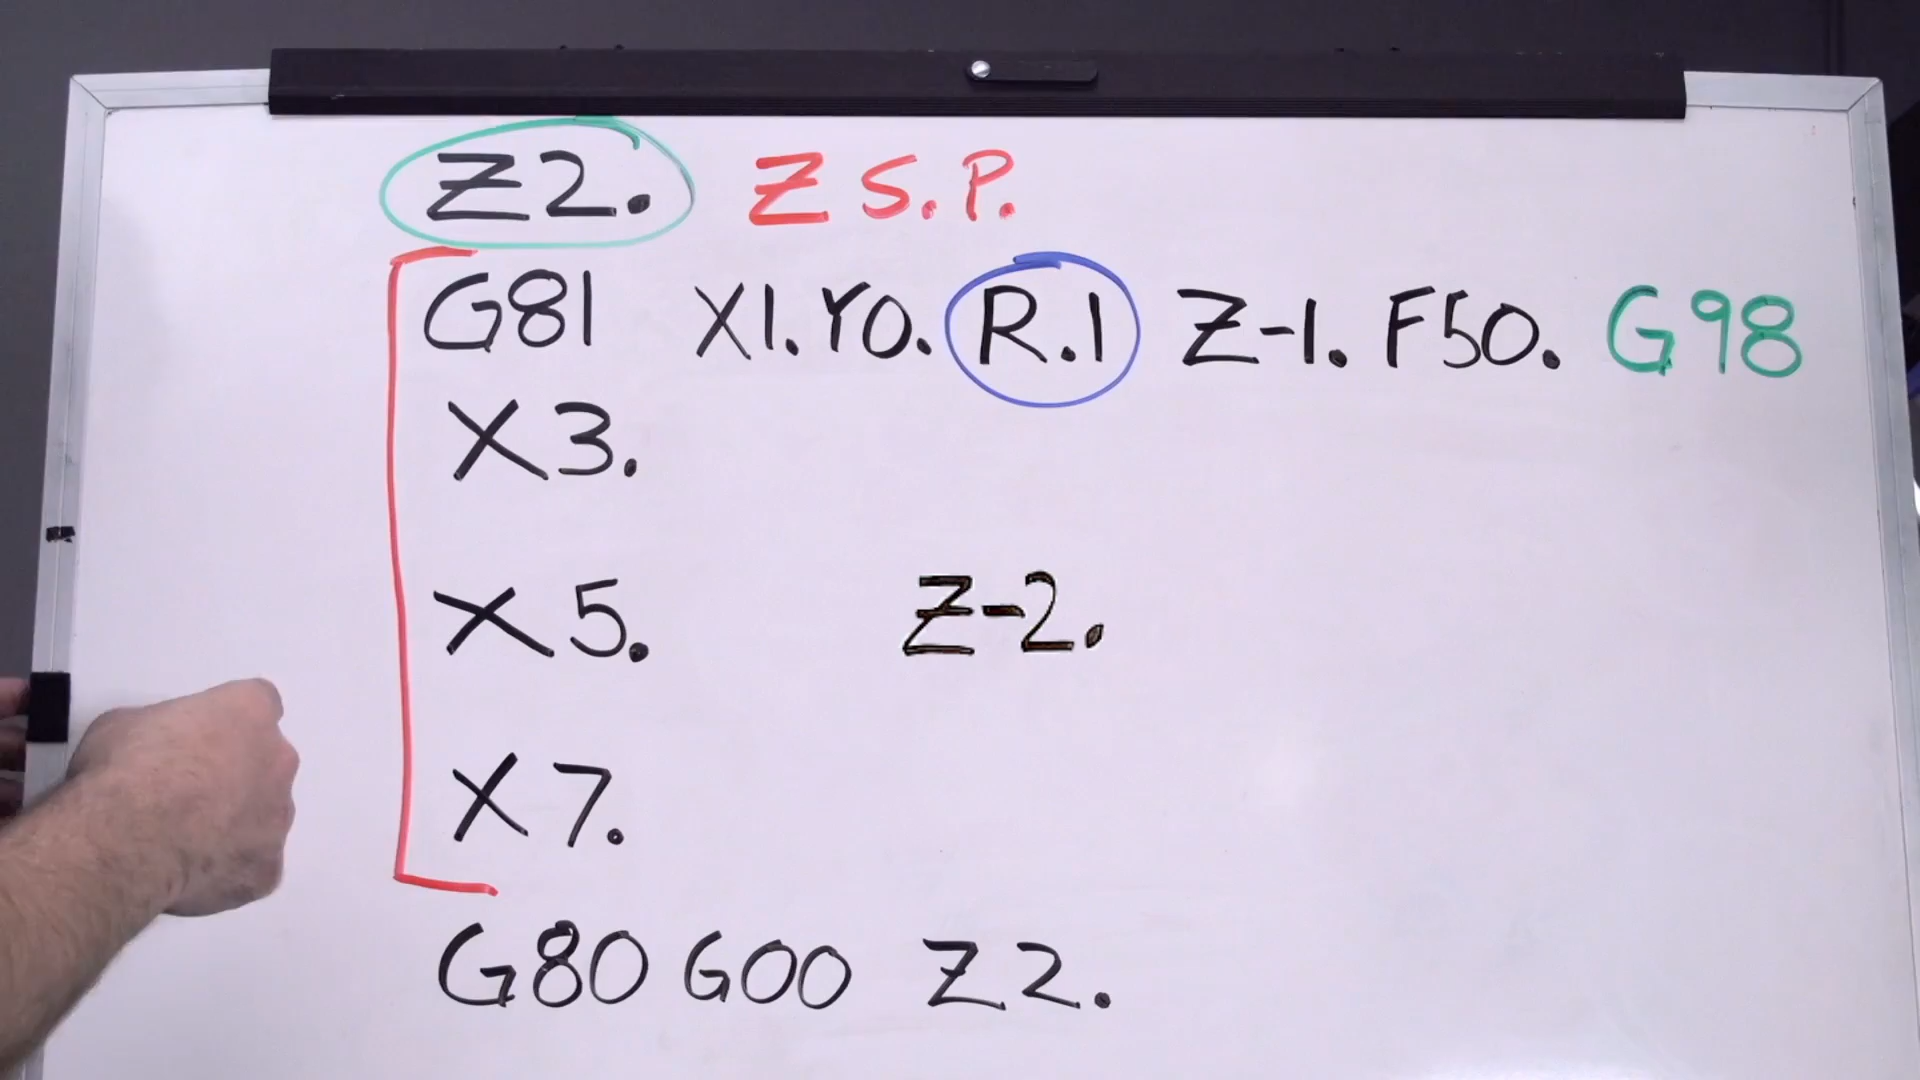 Z2. Z S.P.
G81 X1. Y0. R.1 Z-1. F50. G98
X3.
X5. Z-2.
X7.
G80 G00 Z2.